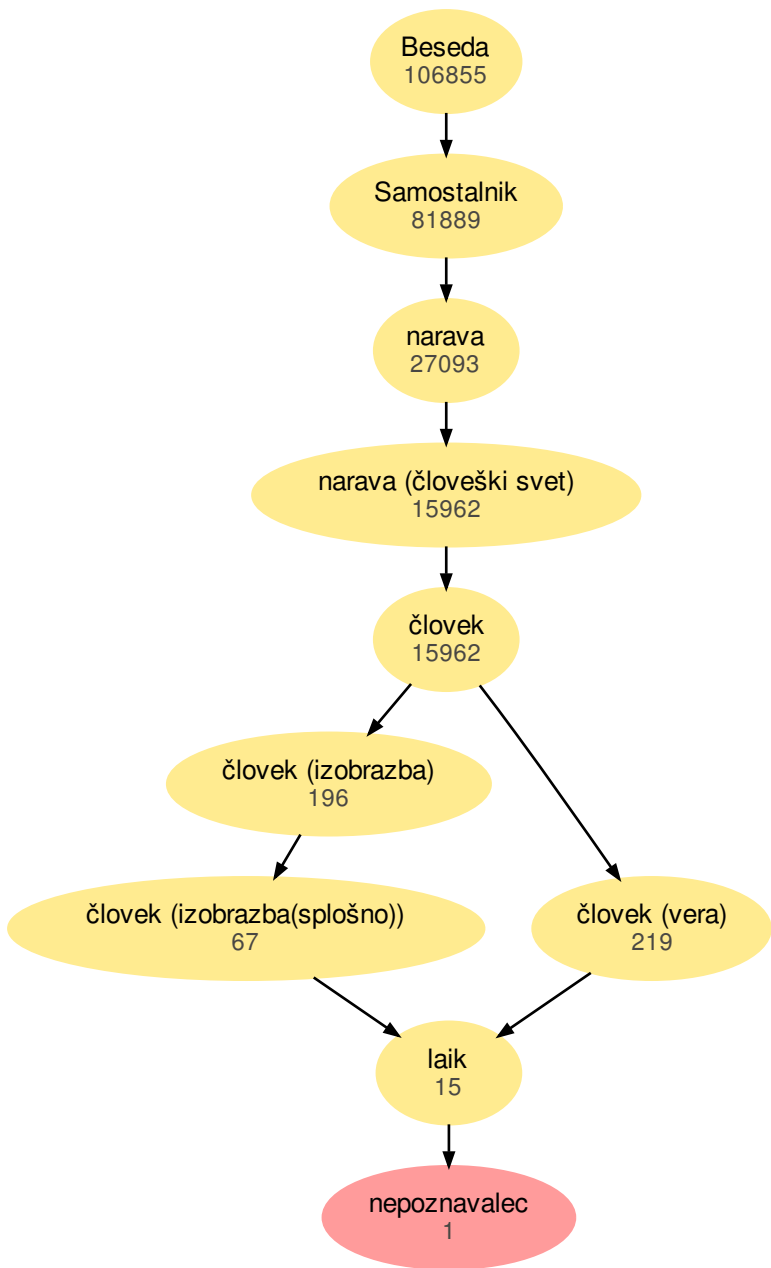 Beseda
106855
Samostalnik
81889
narava
27093
narava (človeški svet)
15962
človek
15962
človek (izobrazba)
196
človek (izobrazba(splošno))
67
človek (vera)
219
laik
15
nepoznavalec
1